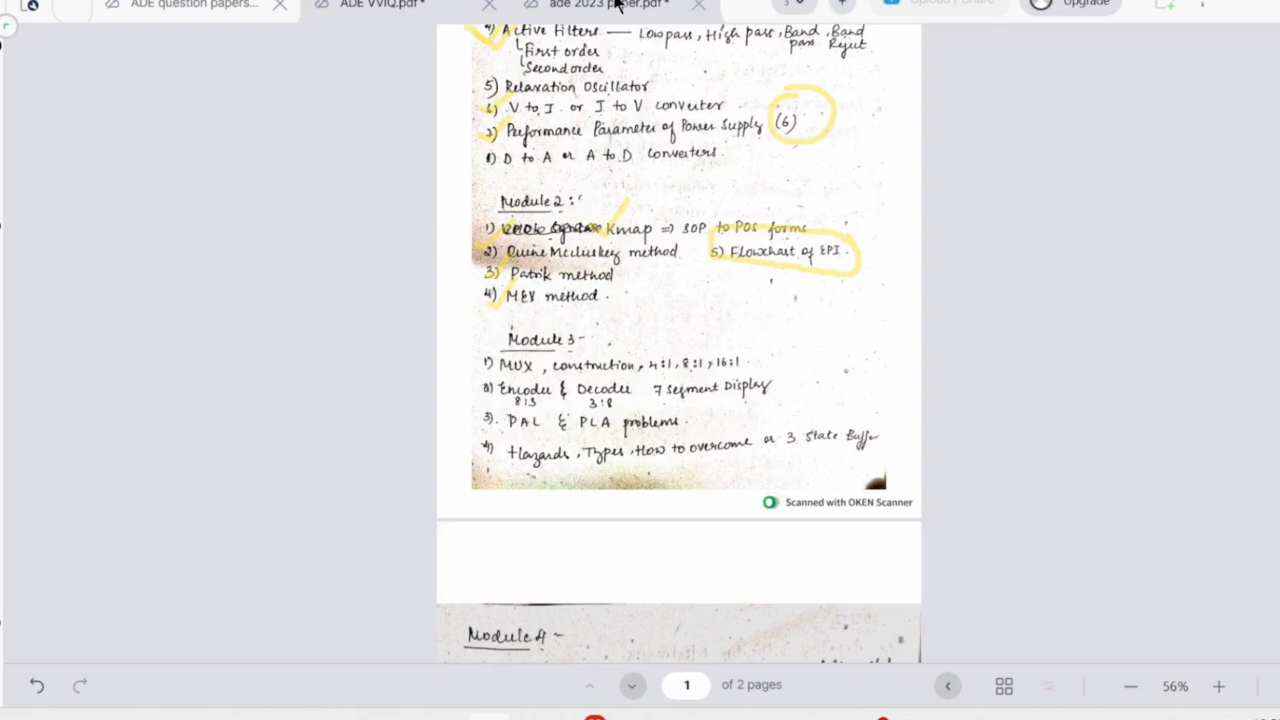 ADE question papers...
ADE VVIQ.pdf*
ade 2023 paper.pdf*
3
Upload / Share
Upgrade
4) Active Filters — Lowpass, High pass, Band pass, Band Reject
First order
Second order
5) Relaxation Oscillator
6) V to I or I to V converter
7) Performance Parameter of Power Supply (6)
8) D to A or A to D Converters.
Module 2:
1) Kmap ⇒ SOP to POS forms
2) Quine Mccluskey method 5) Flowchart of EPI.
3) Patrik method
4) MEV method.
Module 3-
1) MUX, construction, 4:1, 8:1, 16:1
2) Encoder & Decoder 7 segment Display
8:3 3:8
3). PAL & PLA problems.
4) Hazards, Types, How to overcome or 3 State Buffer
Scanned with OKEN Scanner
Module 4-
1 of 2 pages
56%